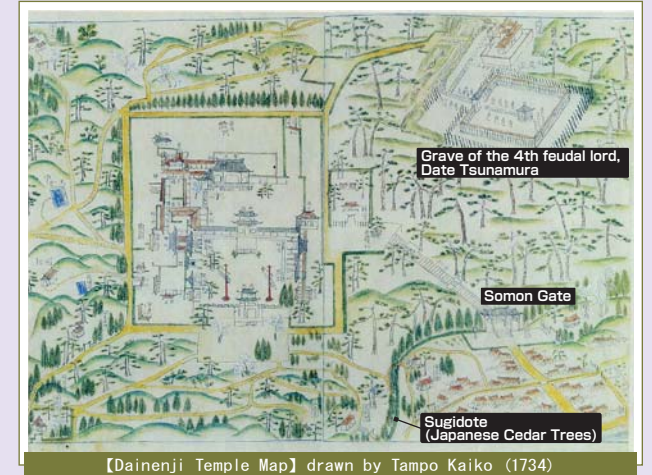 Grave of the 4th feudal lord,
Date Tsunamura
Somon Gate
Sugidote
(Japanese Cedar Trees)
【Dainenji Temple Map】drawn by Tampo Kaiko (1734)